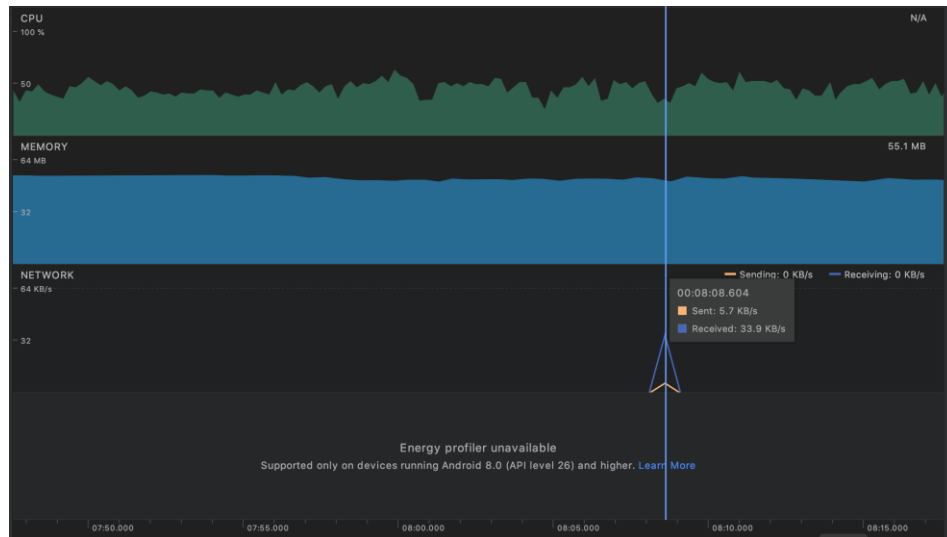 CPU N/A
100 %
50
MEMORY 55.1 MB
64 MB
32
NETWORK Sending: 0 KB/s Receiving: 0 KB/s
64 KB/s
00:08:08.604
Sent: 5.7 KB/s
Received: 33.9 KB/s
32
Energy profiler unavailable
Supported only on devices running Android 8.0 (API level 26) and higher. Learn More
07:50.000 07:55.000 08:00.000 08:05.000 08:10.000 08:15.000